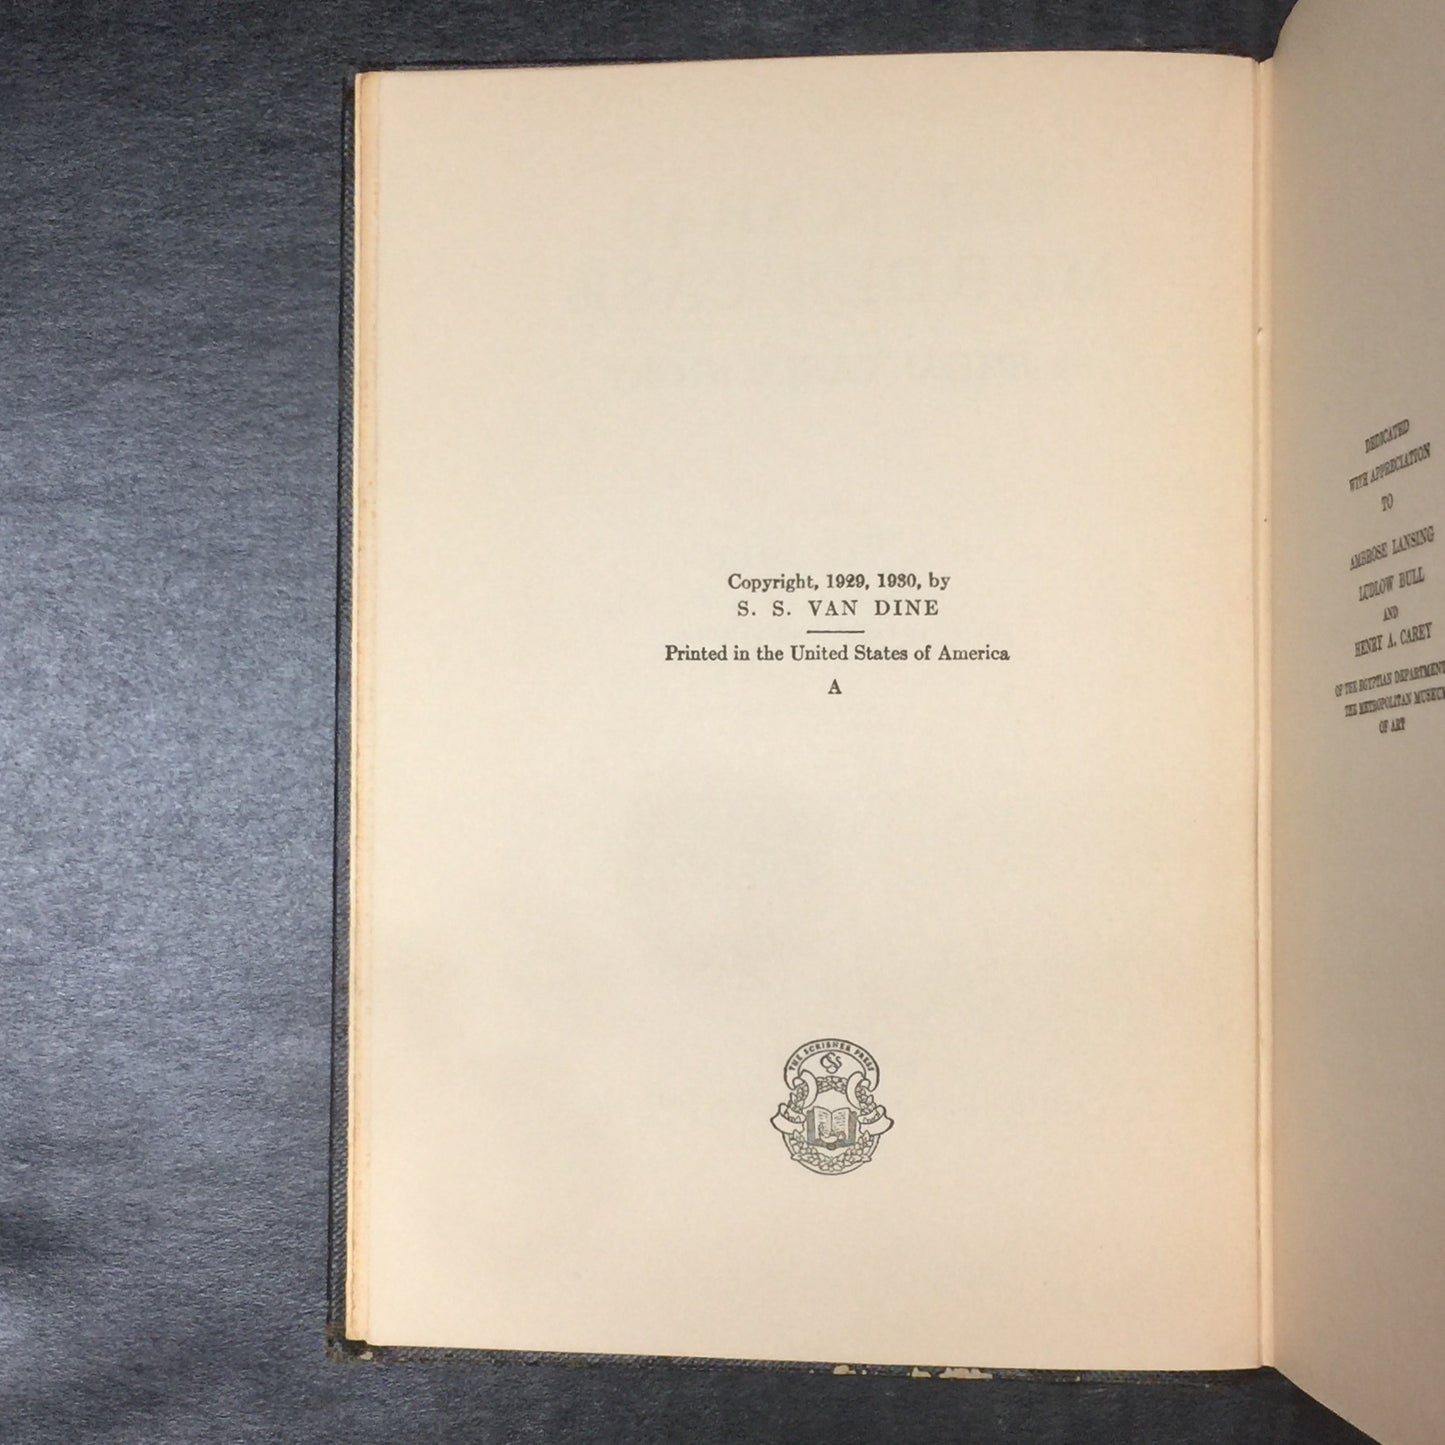 Copyright, 1929, 1930, by
S. S. VAN DINE
Printed in the United States of America
A
THE SCRIBNER PRESS
DEDICATED
WITH APPRECIATION
TO
AMBROSE LANSING
LUDLOW BULL
AND
HENRY A. CAREY
OF THE EGYPTIAN DEPARTMENT
THE METROPOLITAN MUSEUM
OF ART